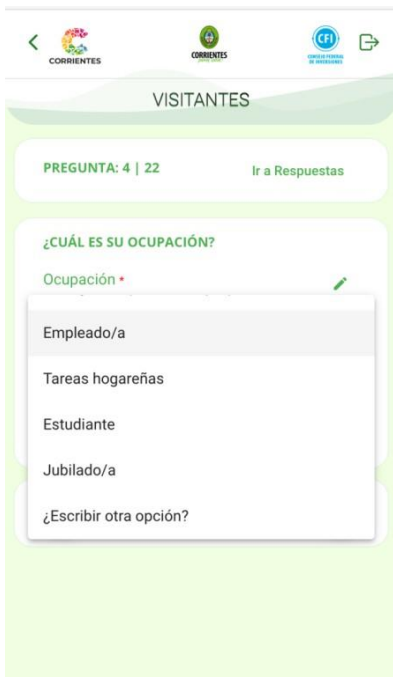 CORRIENTES
CORRIENTES
CFI
CONSEJO FEDERAL
DE INVERSIONES
VISITANTES
PREGUNTA: 4 | 22
Ir a Respuestas
¿CUÁL ES SU OCUPACIÓN?
Ocupación *
Empleado/a
Tareas hogareñas
Estudiante
Jubilado/a
¿Escribir otra opción?